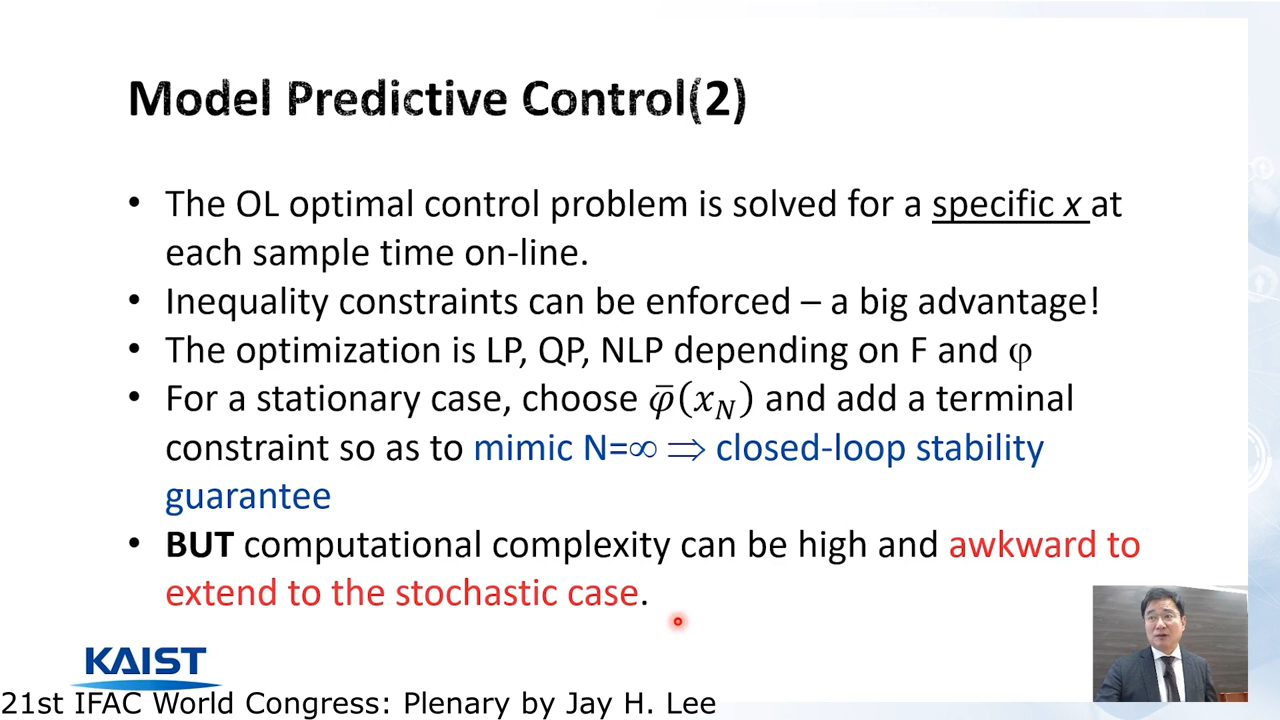 Model Predictive Control(2)
• The OL optimal control problem is solved for a specific x at
each sample time on-line.
• Inequality constraints can be enforced – a big advantage!
• The optimization is LP, QP, NLP depending on F and φ
• For a stationary case, choose φ̄(x_N) and add a terminal
constraint so as to mimic N=∞ ⇒ closed-loop stability
guarantee
• BUT computational complexity can be high and awkward to
extend to the stochastic case.
KAIST
21st IFAC World Congress: Plenary by Jay H. Lee